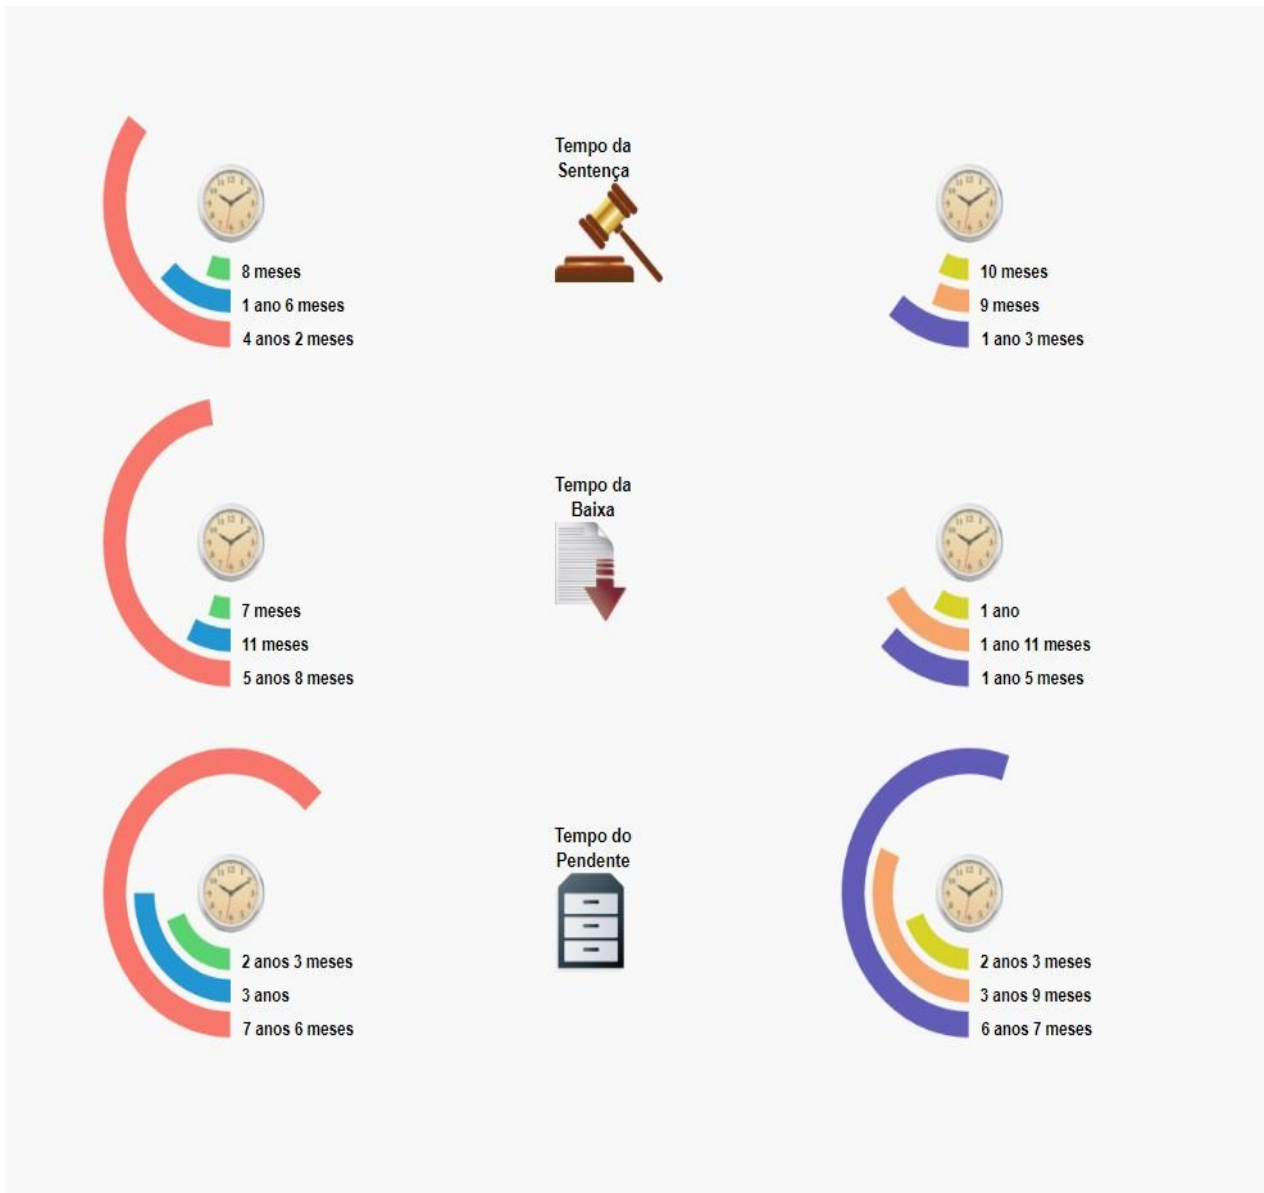 Tempo da
Sentença
8 meses
1 ano 6 meses
4 anos 2 meses
10 meses
9 meses
1 ano 3 meses
Tempo da
Baixa
7 meses
11 meses
5 anos 8 meses
1 ano
1 ano 11 meses
1 ano 5 meses
Tempo do
Pendente
2 anos 3 meses
3 anos
7 anos 6 meses
2 anos 3 meses
3 anos 9 meses
6 anos 7 meses